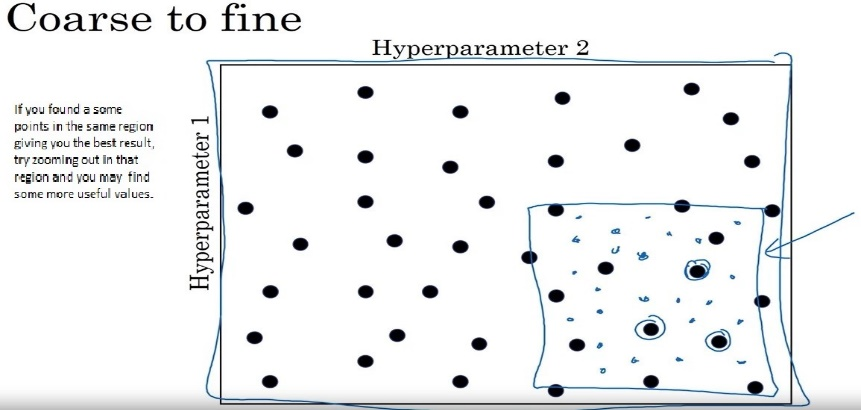 Coarse to fine
Hyperparameter 2
If you found a some
points in the same region
giving you the best result,
try zooming out in that
region and you may find
some more useful values.
Hyperparameter 1